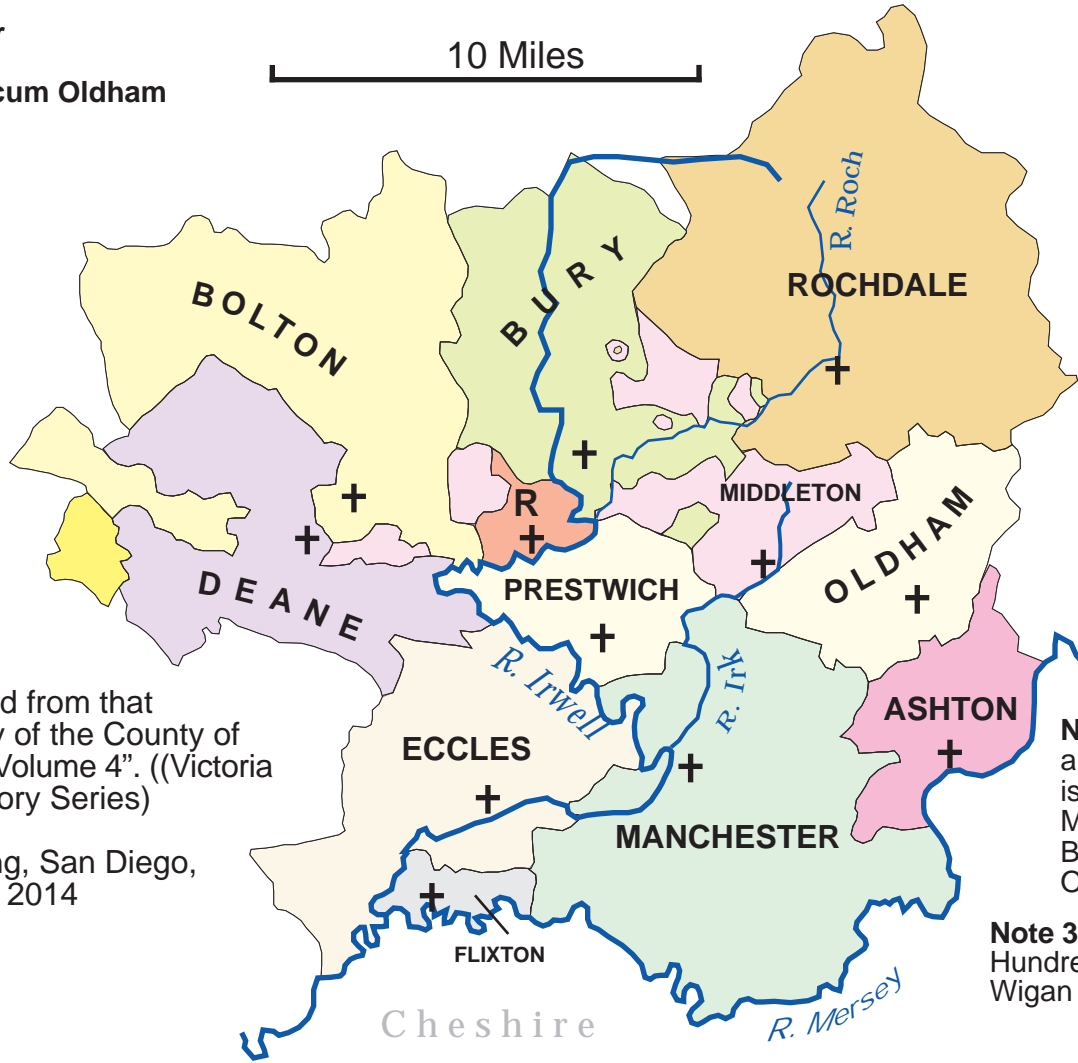 r
10 Miles
cum Oldham
R. Roch
BURY
ROCHDALE
BOLTON
R
MIDDLETON
OLDHAM
PRESTWICH
DEANE
R. Irwell
R. Irk
ASHTON
ECCLES
d from that
y of the County of
Volume 4”. ((Victoria
ory Series)
ng, San Diego,
2014
MANCHESTER
FLIXTON
N
a
is
M
B
C
Note 3
Hundre
Wigan
Cheshire
R. Mersey